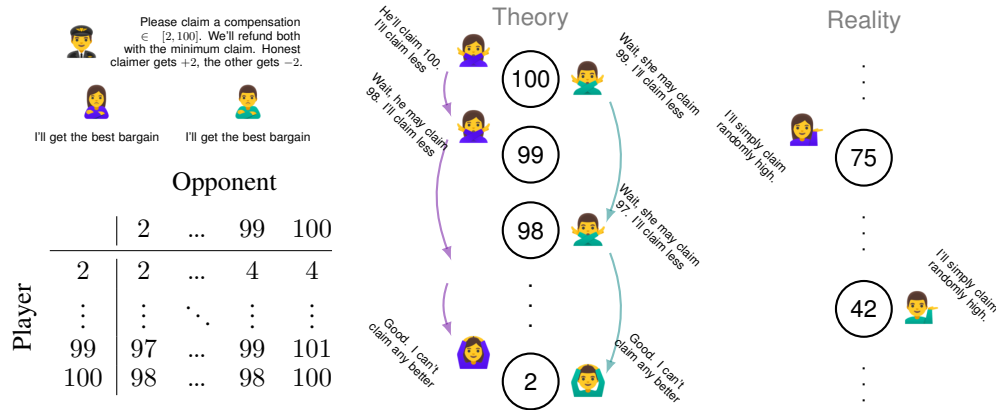 Please claim a compensation
∈ [2, 100]. We'll refund both
with the minimum claim. Honest
claimer gets +2, the other gets −2.
I'll get the best bargain
I'll get the best bargain
Opponent
2 ... 99 100
Player
2 2 ... 4 4
⋮ ⋮ ⋱ ⋮ ⋮
99 97 ... 99 101
100 98 ... 98 100
Theory
He'll claim 100.
I'll claim less
Wait, he may claim
98. I'll claim less
Good. I can't
claim any better
100
99
98
.
.
.
2
Wait, she may claim
99. I'll claim less
Wait, she may claim
97. I'll claim less
Good. I can't
claim any better
Reality
.
.
.
I'll simply claim
randomly high.
75
.
.
.
I'll simply claim
randomly high.
42
.
.
.